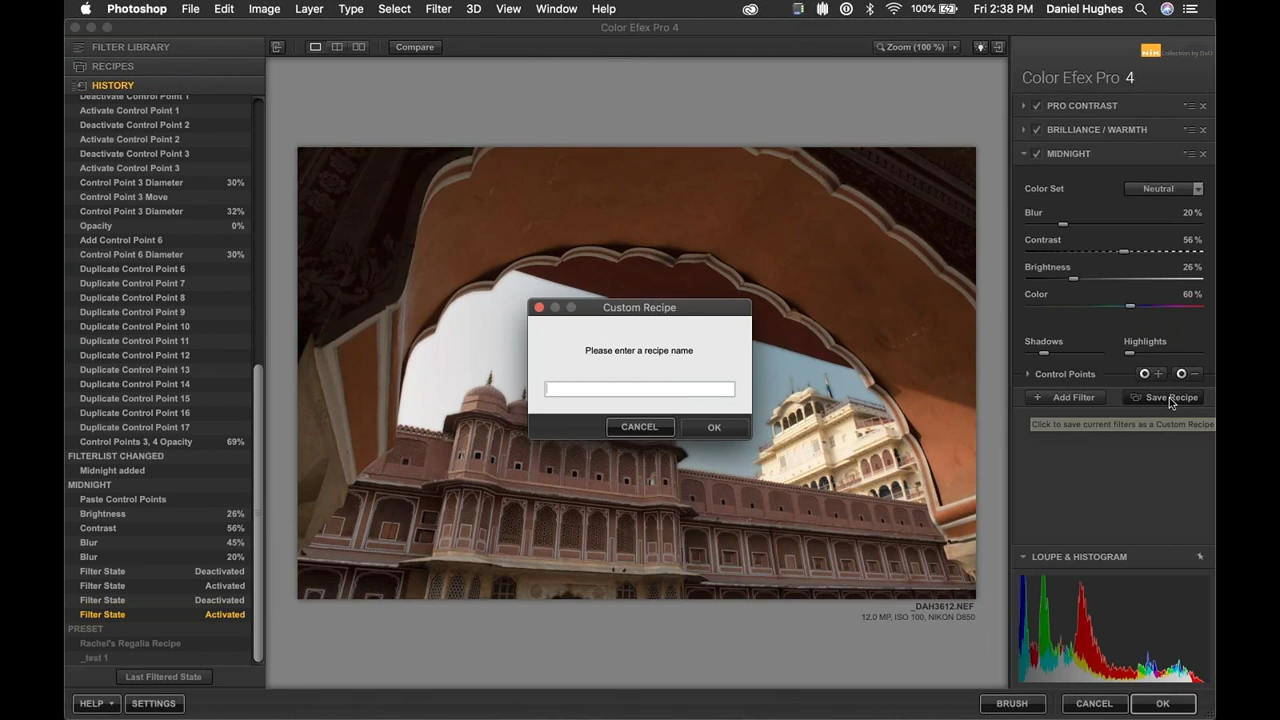 Photoshop File Edit Image Layer Type Select Filter 3D View Window Help 100% Fri 2:38 PM Daniel Hughes
Color Efex Pro 4
FILTER LIBRARY
RECIPES
HISTORY
Deactivate Control Point 1
Activate Control Point 1
Deactivate Control Point 2
Activate Control Point 2
Deactivate Control Point 3
Activate Control Point 3
Control Point 3 Diameter 30%
Control Point 3 Move
Control Point 3 Diameter 32%
Opacity 0%
Add Control Point 6
Control Point 6 Diameter 30%
Duplicate Control Point 6
Duplicate Control Point 7
Duplicate Control Point 8
Duplicate Control Point 9
Duplicate Control Point 10
Duplicate Control Point 11
Duplicate Control Point 12
Duplicate Control Point 13
Duplicate Control Point 14
Duplicate Control Point 15
Duplicate Control Point 16
Duplicate Control Point 17
Control Points 3, 4 Opacity 69%
FILTERLIST CHANGED
Midnight added
MIDNIGHT
Paste Control Points
Brightness 26%
Contrast 56%
Blur 45%
Blur 20%
Filter State Deactivated
Filter State Activated
Filter State Deactivated
Filter State Activated
PRESET
Rachel's Regalia Recipe
_test 1
Last Filtered State
HELP SETTINGS
Compare
Zoom (100 %)
Custom Recipe
Please enter a recipe name
CANCEL OK
_DAH3612.NEF
12.0 MP, ISO 100, NIKON D850
Nik Collection by DxO
Color Efex Pro 4
PRO CONTRAST
BRILLIANCE / WARMTH
MIDNIGHT
Color Set Neutral
Blur 20 %
Contrast 56 %
Brightness 26 %
Color 60 %
Shadows Highlights
Control Points + −
+ Add Filter Save Recipe
Click to save current filters as a Custom Recipe
LOUPE & HISTOGRAM
BRUSH CANCEL OK